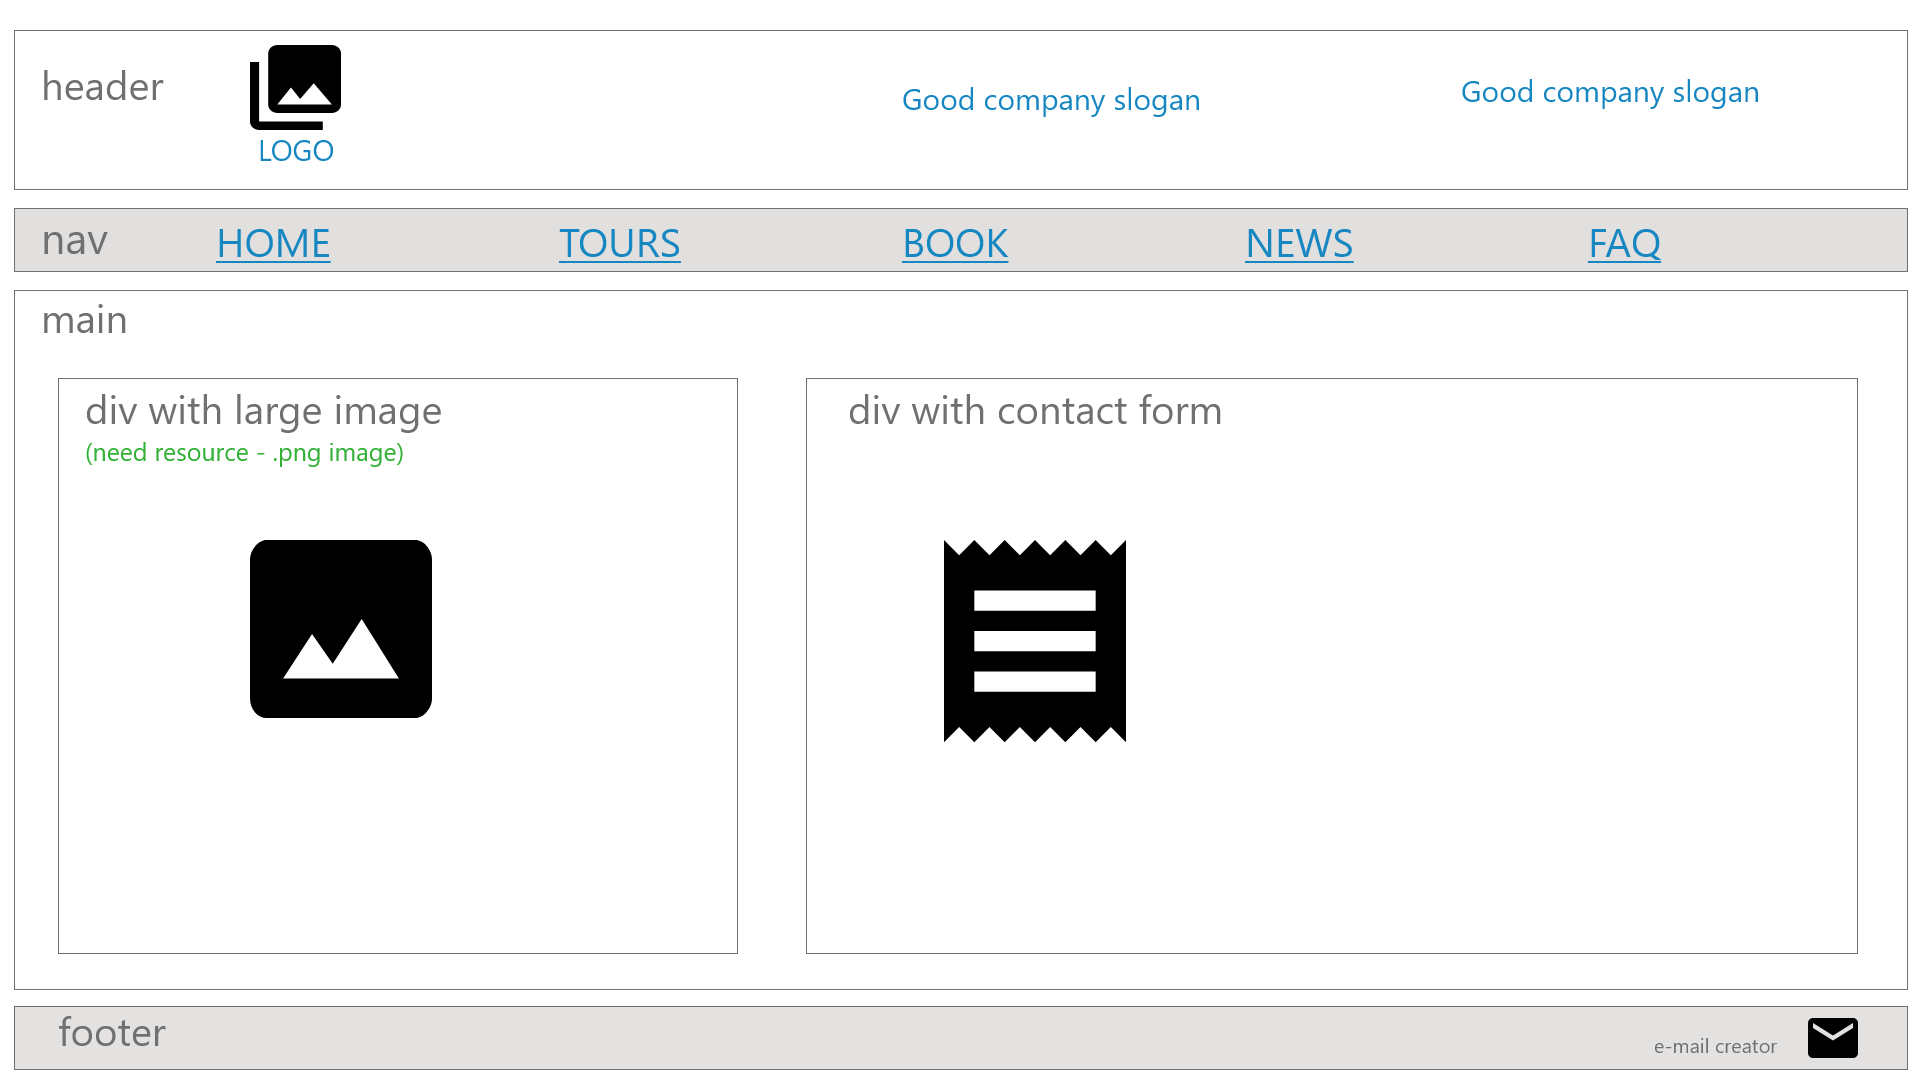 header
LOGO
Good company slogan
Good company slogan
nav
HOME
TOURS
BOOK
NEWS
FAQ
main
div with large image
(need resource - .png image)
div with contact form
footer
e-mail creator